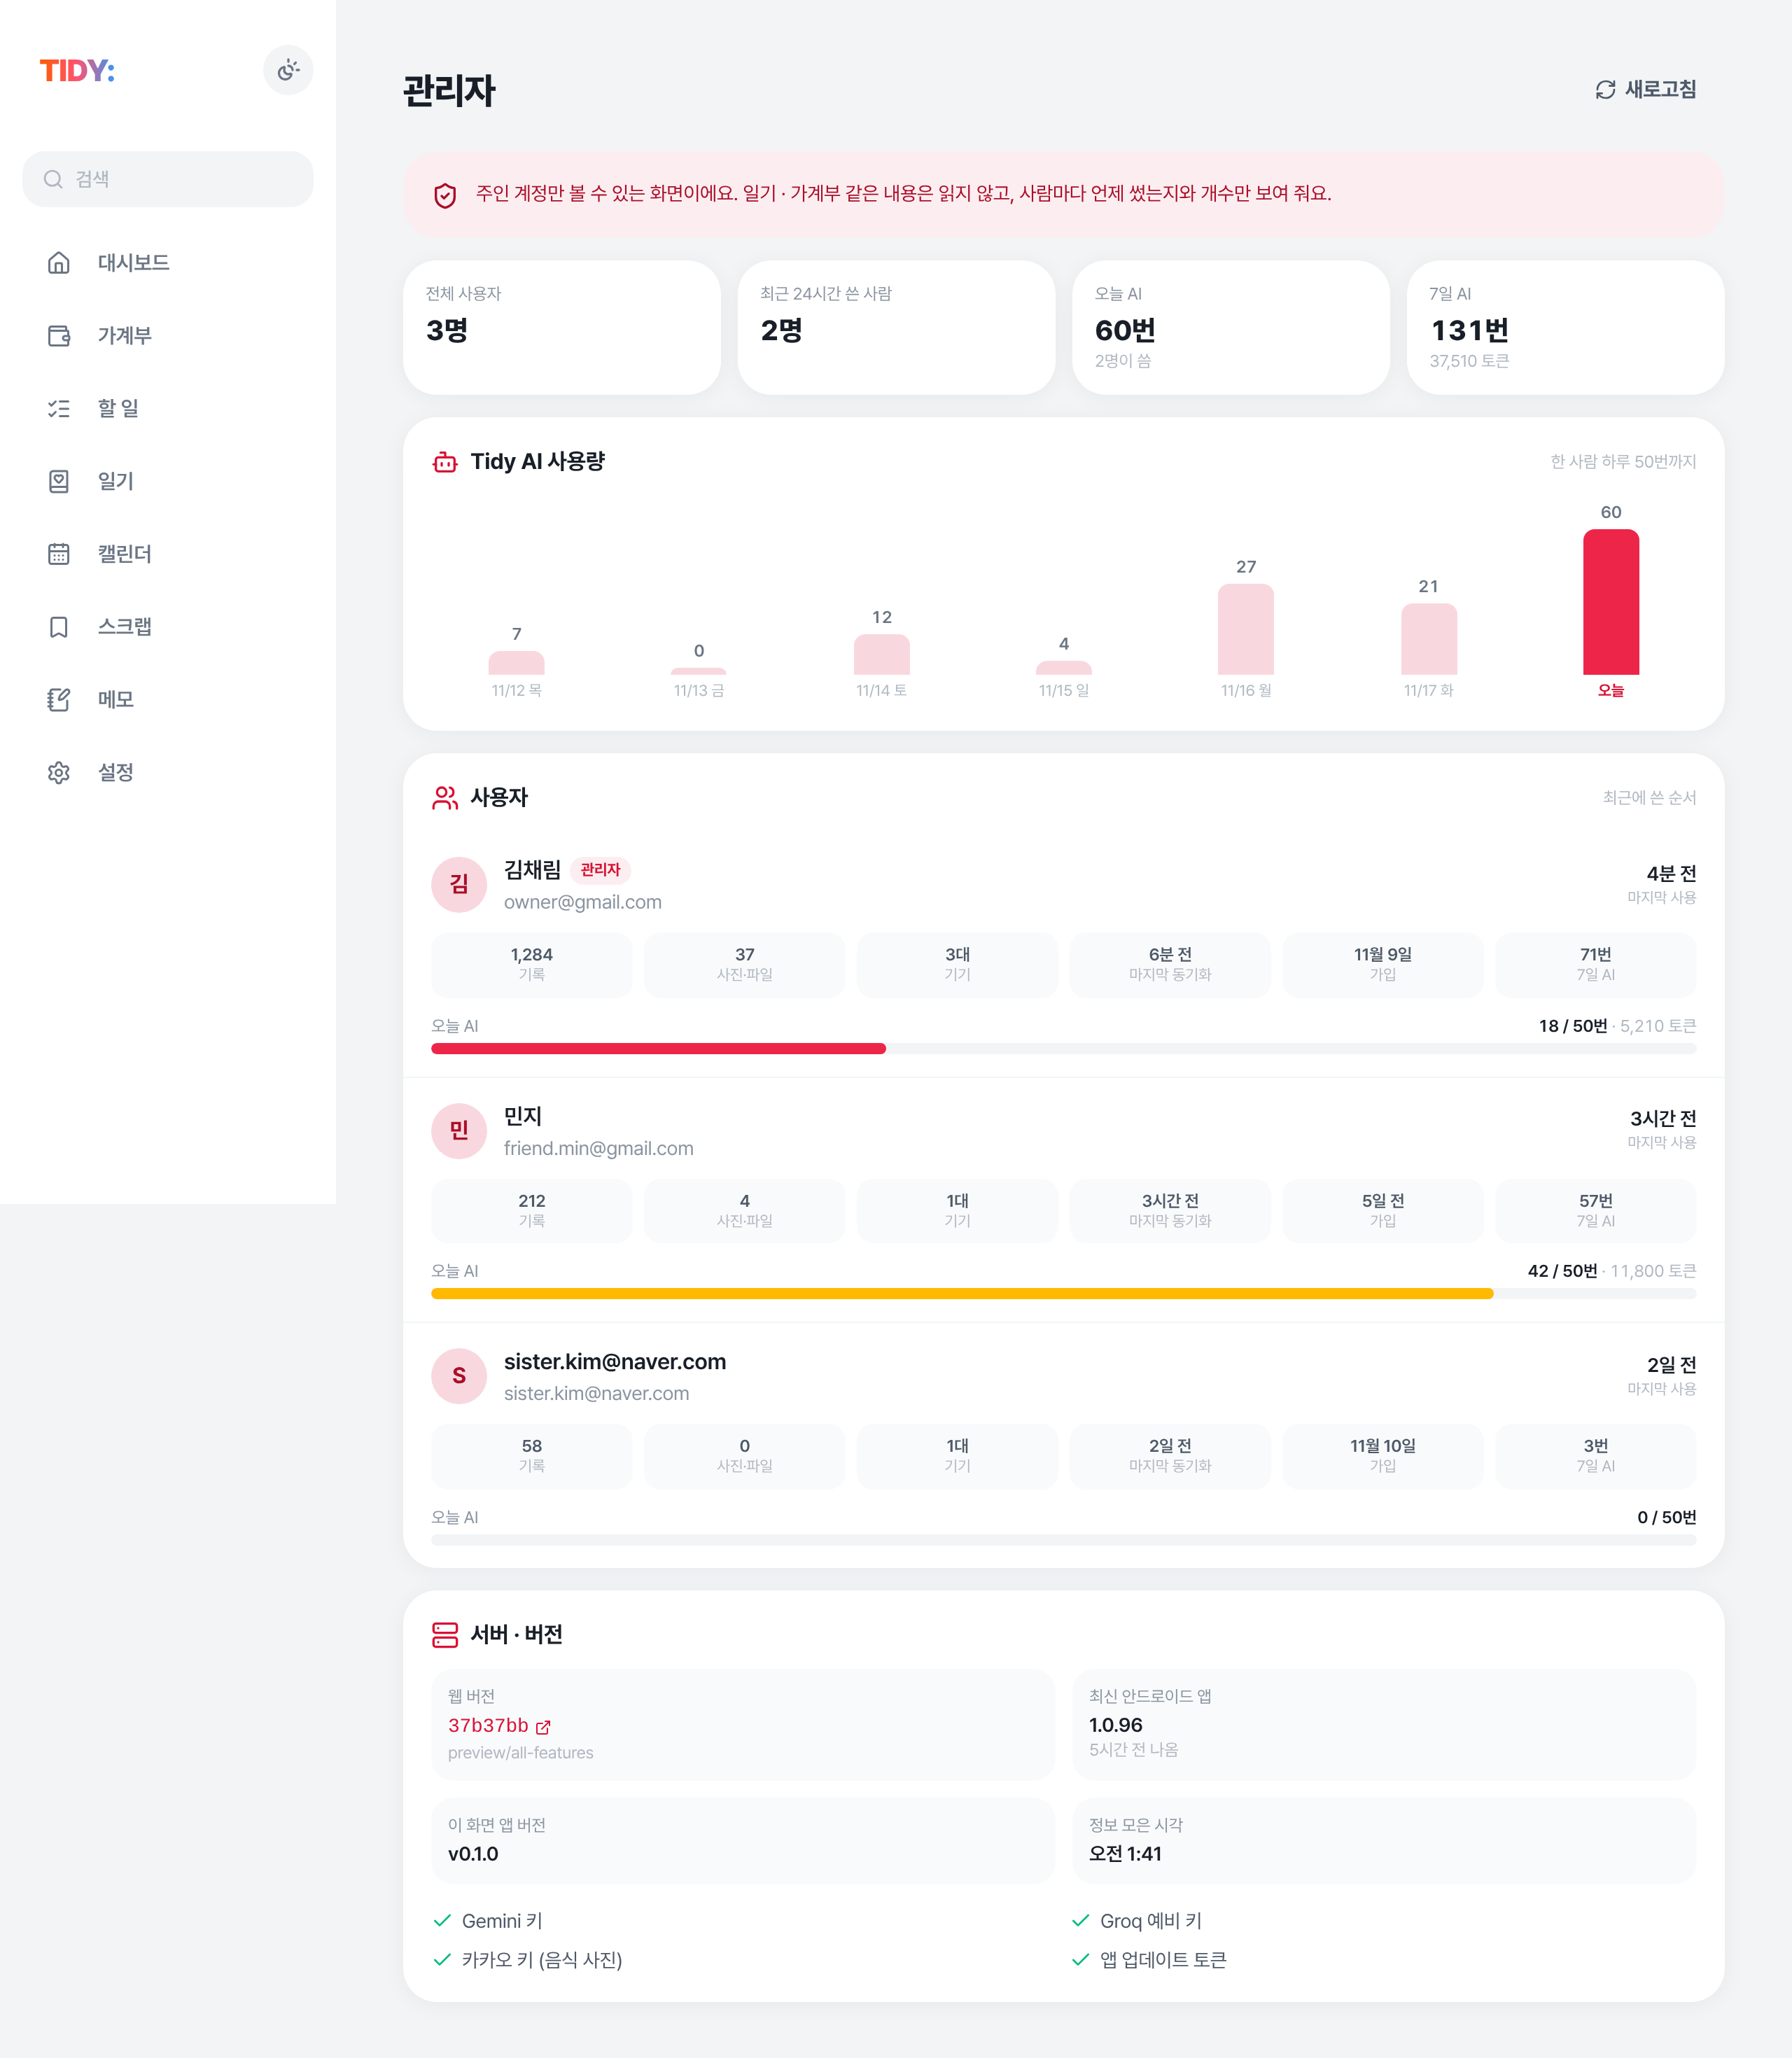 TIDY:
검색
대시보드
가계부
할 일
일기
캘린더
스크랩
메모
설정
관리자
새로고침
주인 계정만 볼 수 있는 화면이에요. 일기 · 가계부 같은 내용은 읽지 않고, 사람마다 언제 썼는지와 개수만 보여 줘요.
전체 사용자
3명
최근 24시간 쓴 사람
2명
오늘 AI
60번
2명이 씀
7일 AI
131번
37,510 토큰
Tidy AI 사용량
한 사람 하루 50번까지
7
0
12
4
27
21
60
11/12 목
11/13 금
11/14 토
11/15 일
11/16 월
11/17 화
오늘
사용자
최근에 쓴 순서
김
김채림 관리자
owner@gmail.com
4분 전
마지막 사용
1,284
기록
37
사진·파일
3대
기기
6분 전
마지막 동기화
11월 9일
가입
71번
7일 AI
오늘 AI
18 / 50번 · 5,210 토큰
민
민지
friend.min@gmail.com
3시간 전
마지막 사용
212
기록
4
사진·파일
1대
기기
3시간 전
마지막 동기화
5일 전
가입
57번
7일 AI
오늘 AI
42 / 50번 · 11,800 토큰
S
sister.kim@naver.com
sister.kim@naver.com
2일 전
마지막 사용
58
기록
0
사진·파일
1대
기기
2일 전
마지막 동기화
11월 10일
가입
3번
7일 AI
오늘 AI
0 / 50번
서버 · 버전
웹 버전
37b37bb
preview/all-features
최신 안드로이드 앱
1.0.96
5시간 전 나옴
이 화면 앱 버전
v0.1.0
정보 모은 시각
오전 1:41
Gemini 키
Groq 예비 키
카카오 키 (음식 사진)
앱 업데이트 토큰